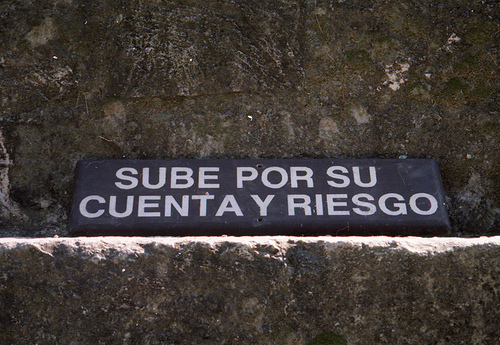 SUBE POR SU
CUENTA Y RIESGO